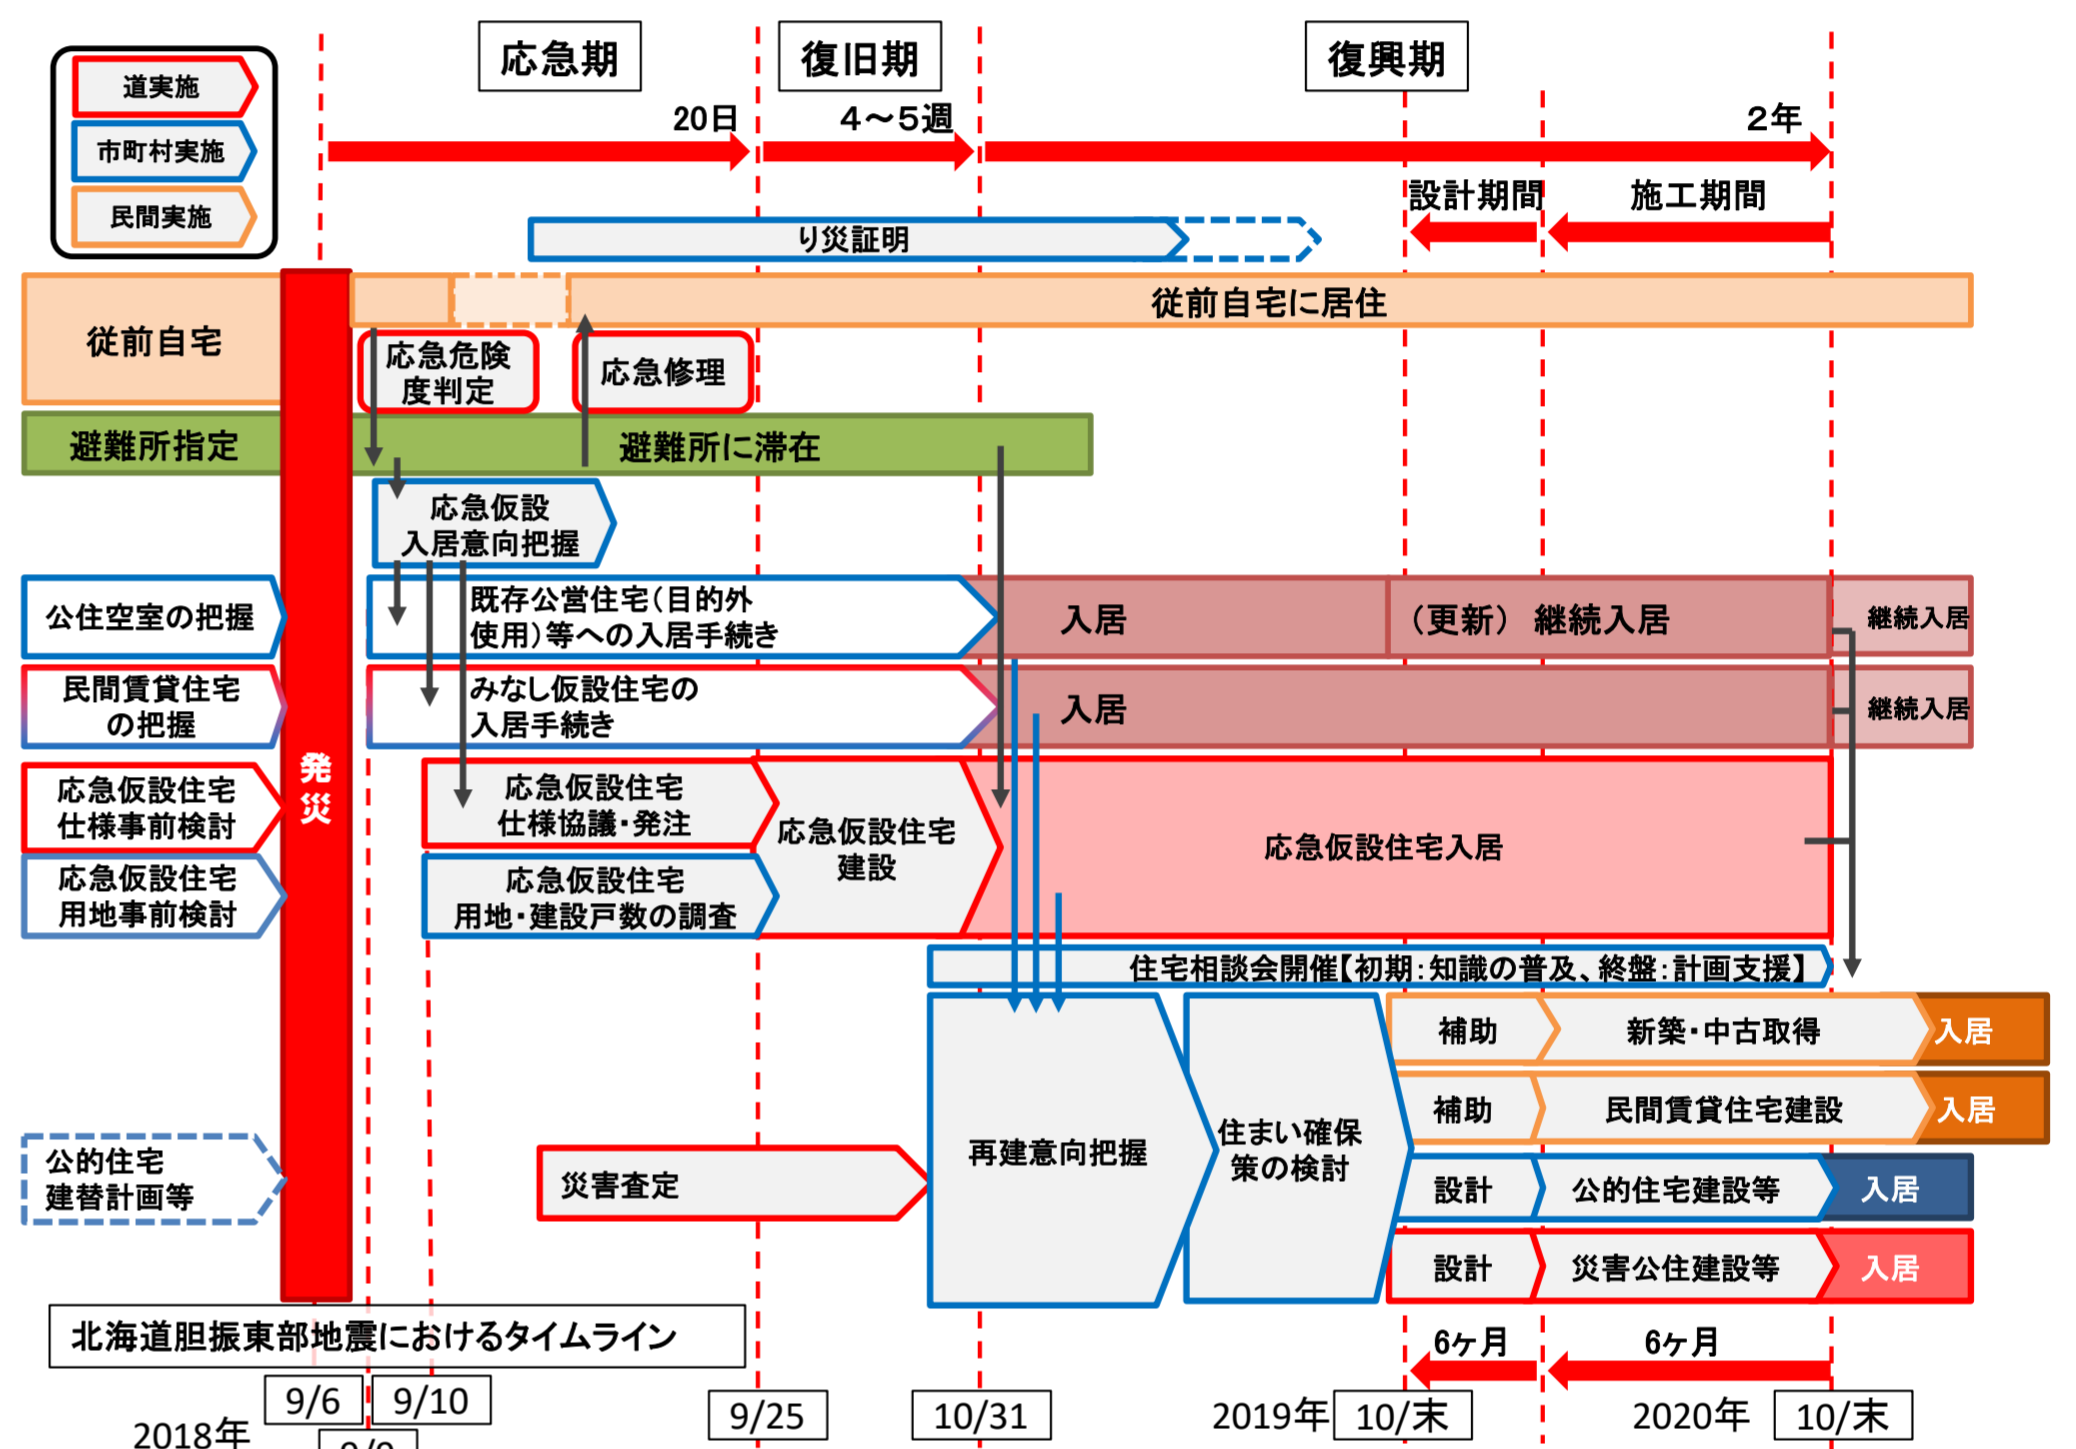 応急期
復旧期
復興期
道実施
市町村実施
民間実施
20日
4～5週
2年
設計期間
施工期間
り災証明
従前自宅
従前自宅に居住
応急危険
度判定
応急修理
避難所指定
避難所に滞在
応急仮設
入居意向把握
公住空室の把握
既存公営住宅（目的外
使用）等への入居手続き
入居
（更新）継続入居
継続入居
民間賃貸住宅
の把握
みなし仮設住宅の
入居手続き
入居
継続入居
発
災
応急仮設住宅
仕様事前検討
応急仮設住宅
仕様協議・発注
応急仮設住宅
建設
応急仮設住宅入居
応急仮設住宅
用地事前検討
応急仮設住宅
用地・建設戸数の調査
住宅相談会開催【初期：知識の普及、終盤：計画支援】
補助
新築・中古取得
入居
補助
民間賃貸住宅建設
入居
再建意向把握
住まい確保
策の検討
公的住宅
建替計画等
災害査定
設計
公的住宅建設等
入居
設計
災害公住建設等
入居
北海道胆振東部地震におけるタイムライン
6ヶ月
6ヶ月
2018年
9/6
9/10
9/25
10/31
2019年
10/末
2020年
10/末